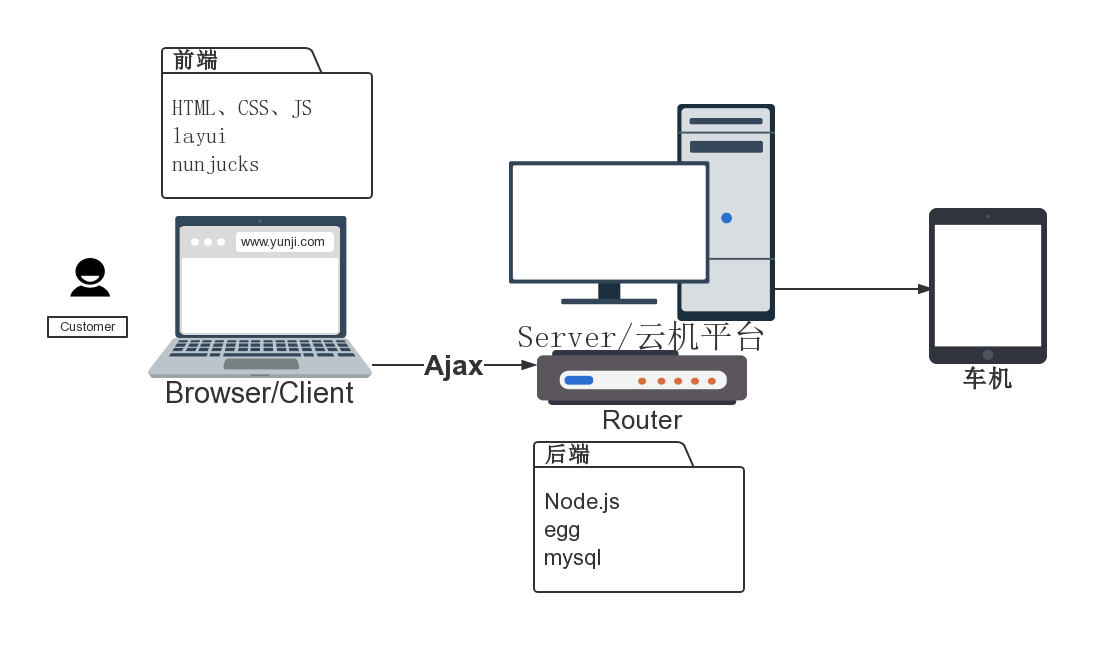 前端
HTML、CSS、JS
layui
nunjucks
www.yunji.com
Customer
Browser/Client
Ajax
Server/云机平台
Router
后端
Node.js
egg
mysql
车机